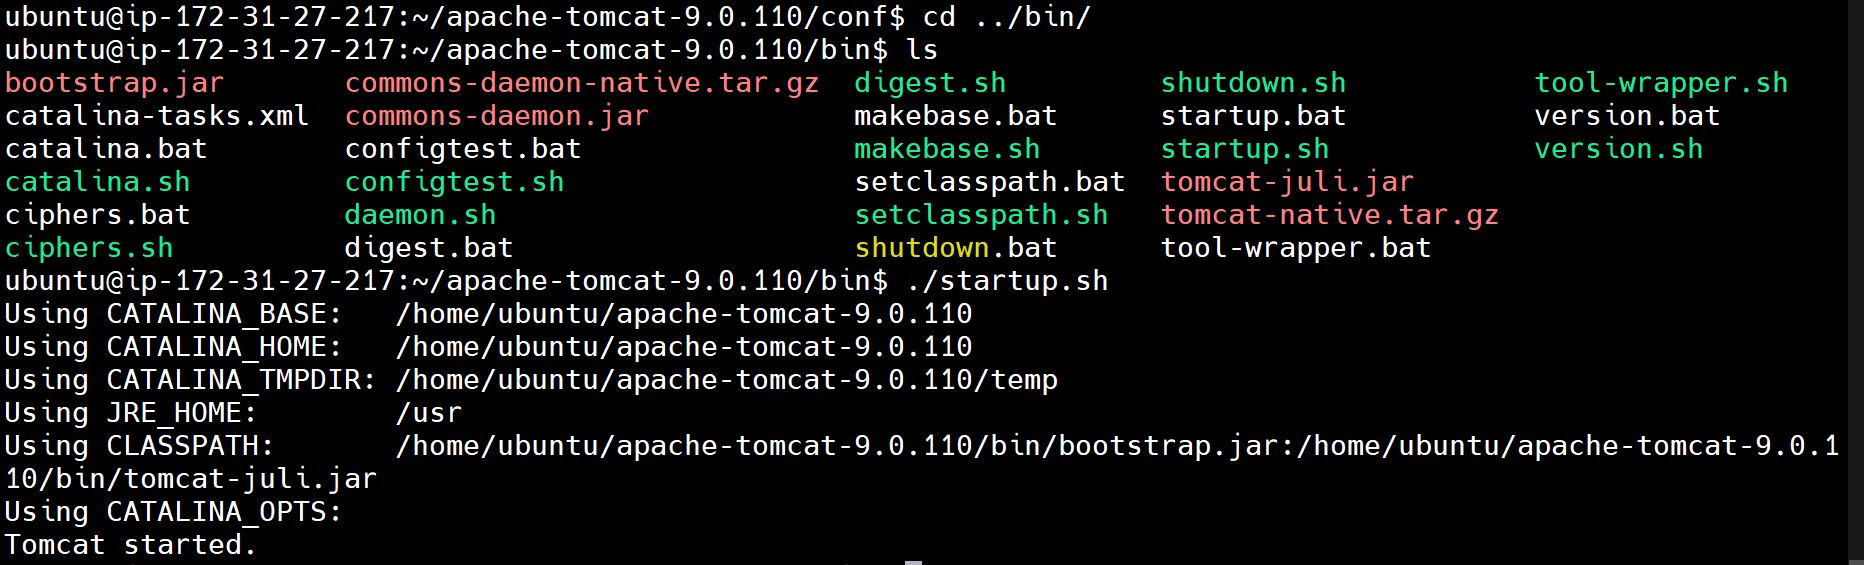 ubuntu@ip-172-31-27-217:~/apache-tomcat-9.0.110/conf$ cd ../bin/
ubuntu@ip-172-31-27-217:~/apache-tomcat-9.0.110/bin$ ls
bootstrap.jar commons-daemon-native.tar.gz digest.sh shutdown.sh tool-wrapper.sh
catalina-tasks.xml commons-daemon.jar makebase.bat startup.bat version.bat
catalina.bat configtest.bat makebase.sh startup.sh version.sh
catalina.sh configtest.sh setclasspath.bat tomcat-juli.jar
ciphers.bat daemon.sh setclasspath.sh tomcat-native.tar.gz
ciphers.sh digest.bat shutdown.bat tool-wrapper.bat
ubuntu@ip-172-31-27-217:~/apache-tomcat-9.0.110/bin$ ./startup.sh
Using CATALINA_BASE: /home/ubuntu/apache-tomcat-9.0.110
Using CATALINA_HOME: /home/ubuntu/apache-tomcat-9.0.110
Using CATALINA_TMPDIR: /home/ubuntu/apache-tomcat-9.0.110/temp
Using JRE_HOME: /usr
Using CLASSPATH: /home/ubuntu/apache-tomcat-9.0.110/bin/bootstrap.jar:/home/ubuntu/apache-tomcat-9.0.1
10/bin/tomcat-juli.jar
Using CATALINA_OPTS:
Tomcat started.